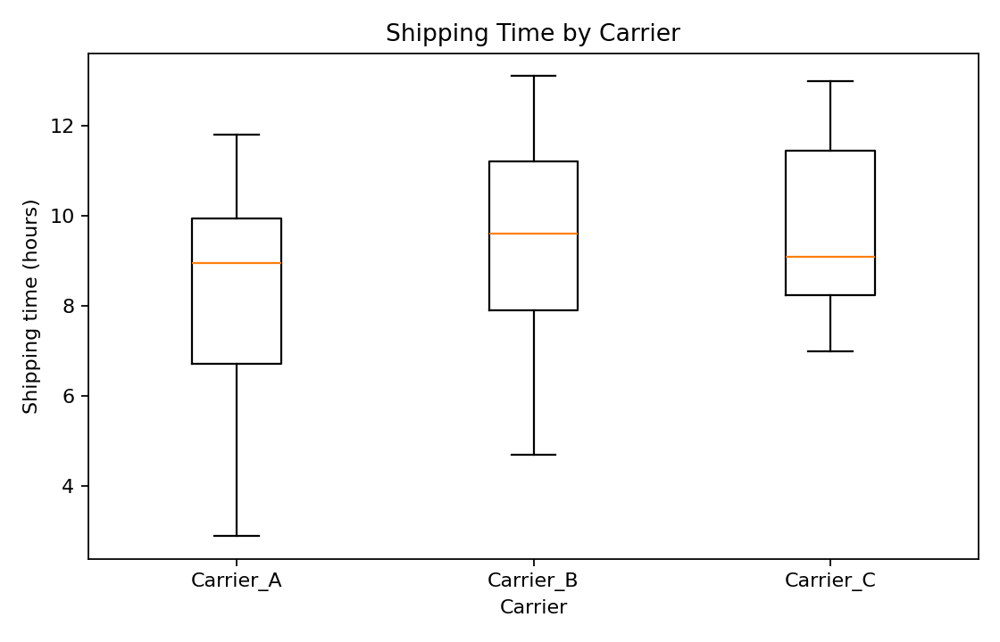 Shipping Time by Carrier
Shipping time (hours)
12
10
8
6
4
Carrier_A
Carrier_B
Carrier_C
Carrier